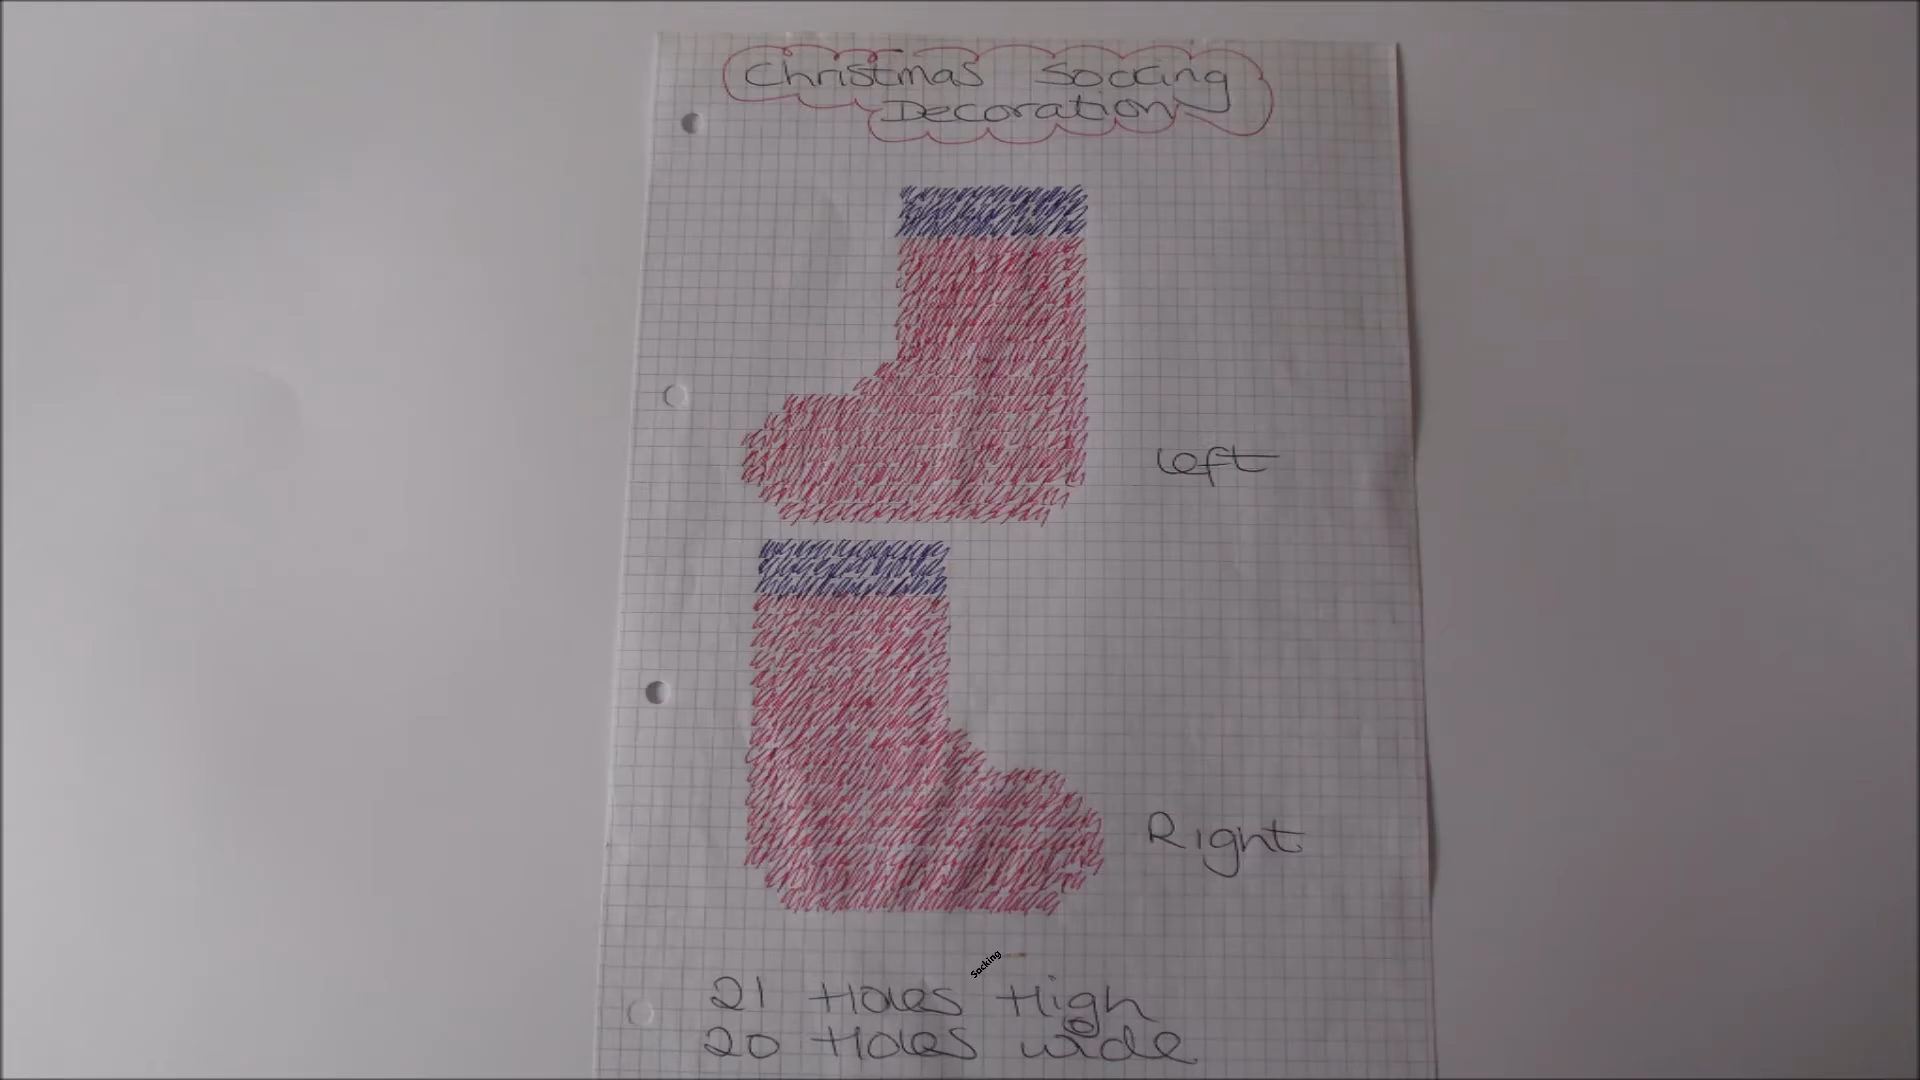 Christmas Socking
Decoration
Left
Right
Socking
21 Holes High
20 Holes wide